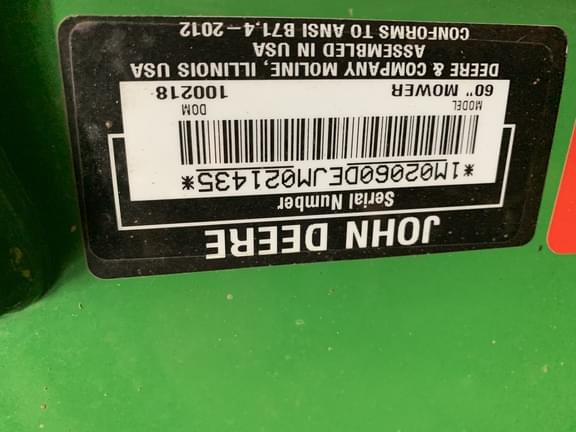 JOHN DEERE
Serial Number
*1M02060DEJM021435*
MODEL DOM
60" MOWER 100218
DEERE & COMPANY MOLINE, ILLINOIS USA
ASSEMBLED IN USA
CONFORMS TO ANSI B71.4-2012